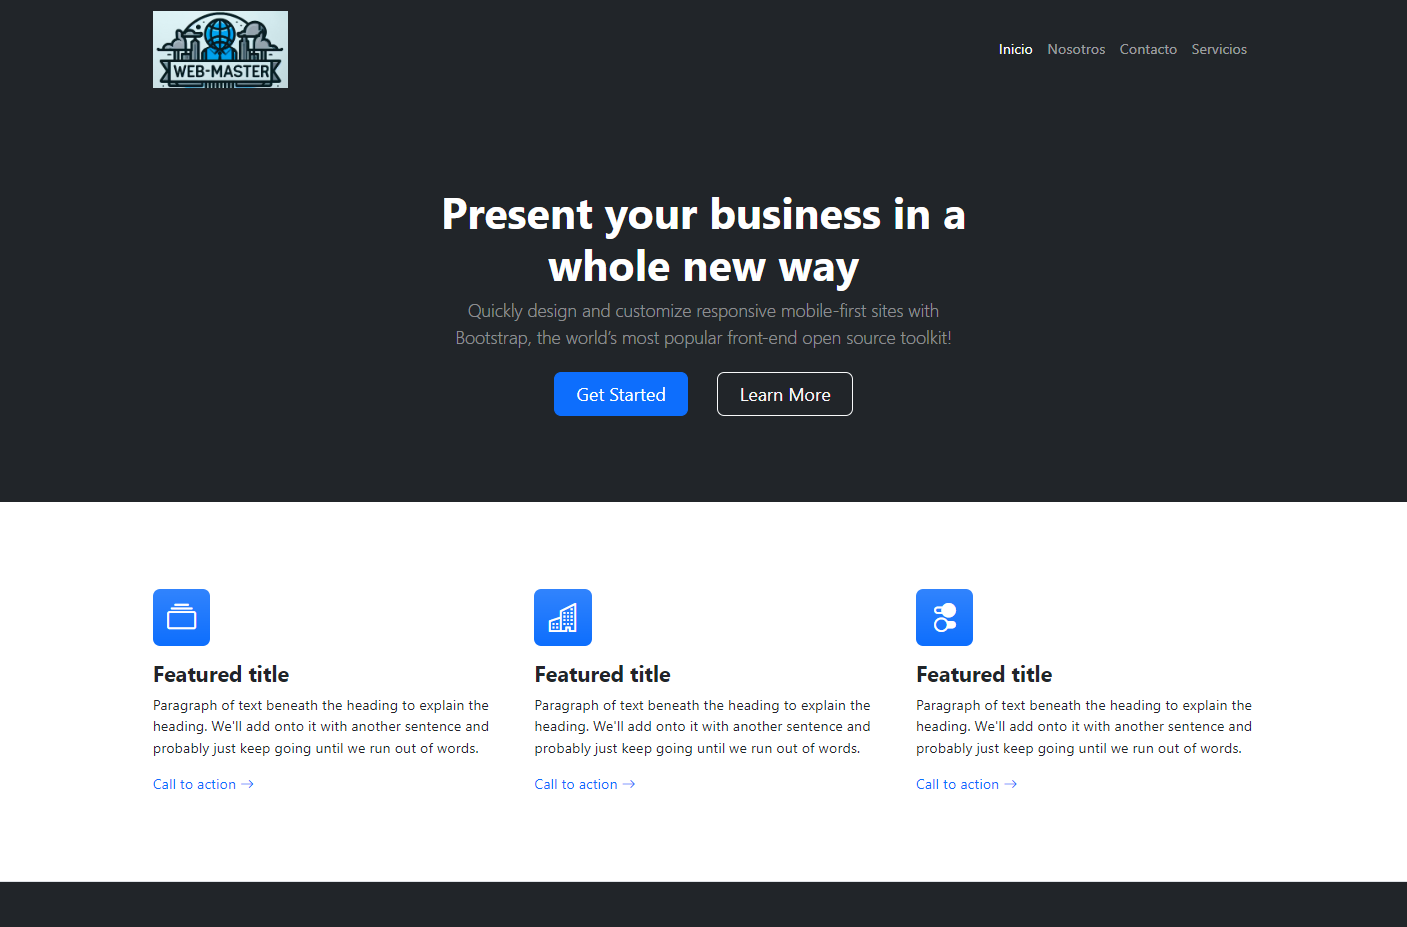 WEB-MASTER
Inicio Nosotros Contacto Servicios
Present your business in a
whole new way
Quickly design and customize responsive mobile-first sites with
Bootstrap, the world’s most popular front-end open source toolkit!
Get Started
Learn More
Featured title
Paragraph of text beneath the heading to explain the
heading. We'll add onto it with another sentence and
probably just keep going until we run out of words.
Call to action →
Featured title
Paragraph of text beneath the heading to explain the
heading. We'll add onto it with another sentence and
probably just keep going until we run out of words.
Call to action →
Featured title
Paragraph of text beneath the heading to explain the
heading. We'll add onto it with another sentence and
probably just keep going until we run out of words.
Call to action →